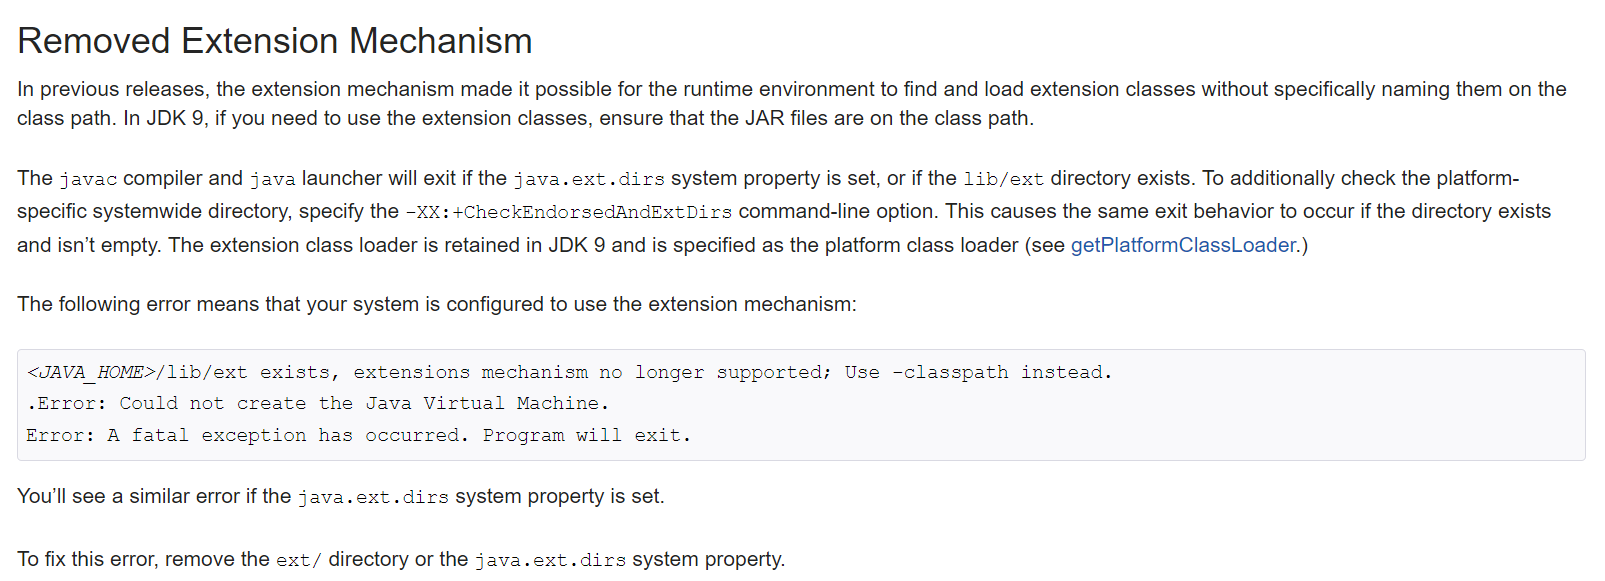 Removed Extension Mechanism
In previous releases, the extension mechanism made it possible for the runtime environment to find and load extension classes without specifically naming them on the
class path. In JDK 9, if you need to use the extension classes, ensure that the JAR files are on the class path.
The javac compiler and java launcher will exit if the java.ext.dirs system property is set, or if the lib/ext directory exists. To additionally check the platform-
specific systemwide directory, specify the -XX:+CheckEndorsedAndExtDirs command-line option. This causes the same exit behavior to occur if the directory exists
and isn’t empty. The extension class loader is retained in JDK 9 and is specified as the platform class loader (see getPlatformClassLoader.)
The following error means that your system is configured to use the extension mechanism:
<JAVA_HOME>/lib/ext exists, extensions mechanism no longer supported; Use -classpath instead.
.Error: Could not create the Java Virtual Machine.
Error: A fatal exception has occurred. Program will exit.
You’ll see a similar error if the java.ext.dirs system property is set.
To fix this error, remove the ext/ directory or the java.ext.dirs system property.